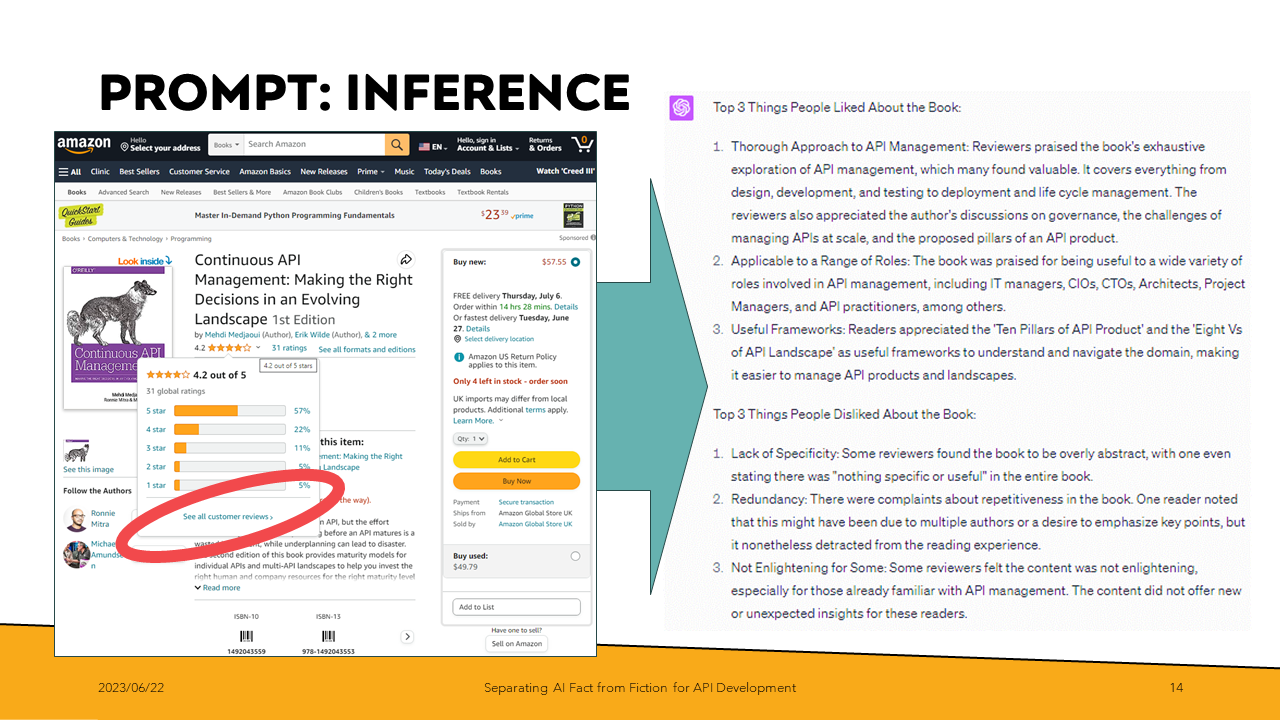 PROMPT: INFERENCE
amazon
Hello
Select your address
Books
Search Amazon
EN
Hello, sign in
Account & Lists
Returns
& Orders
0
All Clinic Best Sellers Customer Service Amazon Basics New Releases Prime Music Today's Deals Books Watch 'Creed III'
Books Advanced Search New Releases Best Sellers & More Amazon Book Clubs Children's Books Textbooks Textbook Rentals
QuickStart
Guides
Master In-Demand Python Programming Fundamentals
$23.39
prime
PYTHON
Books › Computers & Technology › Programming
Sponsored
Look inside
O'REILLY
Continuous API
Manageme
Mehdi Medjaou
Ronnie Mitra & M
Continuous API
Management: Making the Right
Decisions in an Evolving
Landscape 1st Edition
by Mehdi Medjaoui (Author), Erik Wilde (Author), & 2 more
4.2
31 ratings
See all formats and editions
4.2 out of 5 stars
4.2 out of 5
31 global ratings
5 star 57%
4 star 22%
3 star 11%
2 star 5%
1 star 5%
See all customer reviews ›
this item:
ement: Making the Right
Landscape
the way).
n API, but the effort
ng before an API matures is a
waste ent, while underplanning can lead to disaster.
second edition of this book provides maturity models for
individual APIs and multi-API landscapes to help you invest the
right human and company resources for the right maturity level
Read more
ISBN-10
1492043559
ISBN-13
978-1492043553
See this image
Follow the Authors
Ronnie
Mitra
Michae
Amundse
n
Buy new: $57.55
FREE delivery Thursday, July 6.
Order within 14 hrs 28 mins. Details
Or fastest delivery Tuesday, June
27. Details
Select delivery location
Amazon US Return Policy
applies to this item.
Only 4 left in stock - order soon
UK imports may differ from local
products. Additional terms apply.
Learn More.
Qty: 1
Add to Cart
Buy Now
Payment Secure transaction
Ships from Amazon Global Store UK
Sold by Amazon Global Store UK
Buy used:
$49.79
Add to List
Have one to sell?
Sell on Amazon
Top 3 Things People Liked About the Book:
1. Thorough Approach to API Management: Reviewers praised the book's exhaustive
exploration of API management, which many found valuable. It covers everything from
design, development, and testing to deployment and life cycle management. The
reviewers also appreciated the author's discussions on governance, the challenges of
managing APIs at scale, and the proposed pillars of an API product.
2. Applicable to a Range of Roles: The book was praised for being useful to a wide variety of
roles involved in API management, including IT managers, CIOs, CTOs, Architects, Project
Managers, and API practitioners, among others.
3. Useful Frameworks: Readers appreciated the 'Ten Pillars of API Product' and the 'Eight Vs
of API Landscape' as useful frameworks to understand and navigate the domain, making
it easier to manage API products and landscapes.
Top 3 Things People Disliked About the Book:
1. Lack of Specificity: Some reviewers found the book to be overly abstract, with one even
stating there was "nothing specific or useful" in the entire book.
2. Redundancy: There were complaints about repetitiveness in the book. One reader noted
that this might have been due to multiple authors or a desire to emphasize key points, but
it nonetheless detracted from the reading experience.
3. Not Enlightening for Some: Some reviewers felt the content was not enlightening,
especially for those already familiar with API management. The content did not offer new
or unexpected insights for these readers.
2023/06/22
Separating AI Fact from Fiction for API Development
14